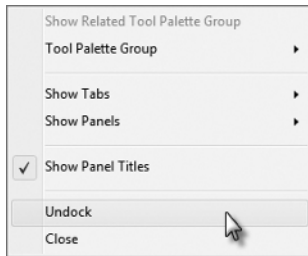 Show Related Tool Palette Group
Tool Palette Group
Show Tabs
Show Panels
Show Panel Titles
Undock
Close